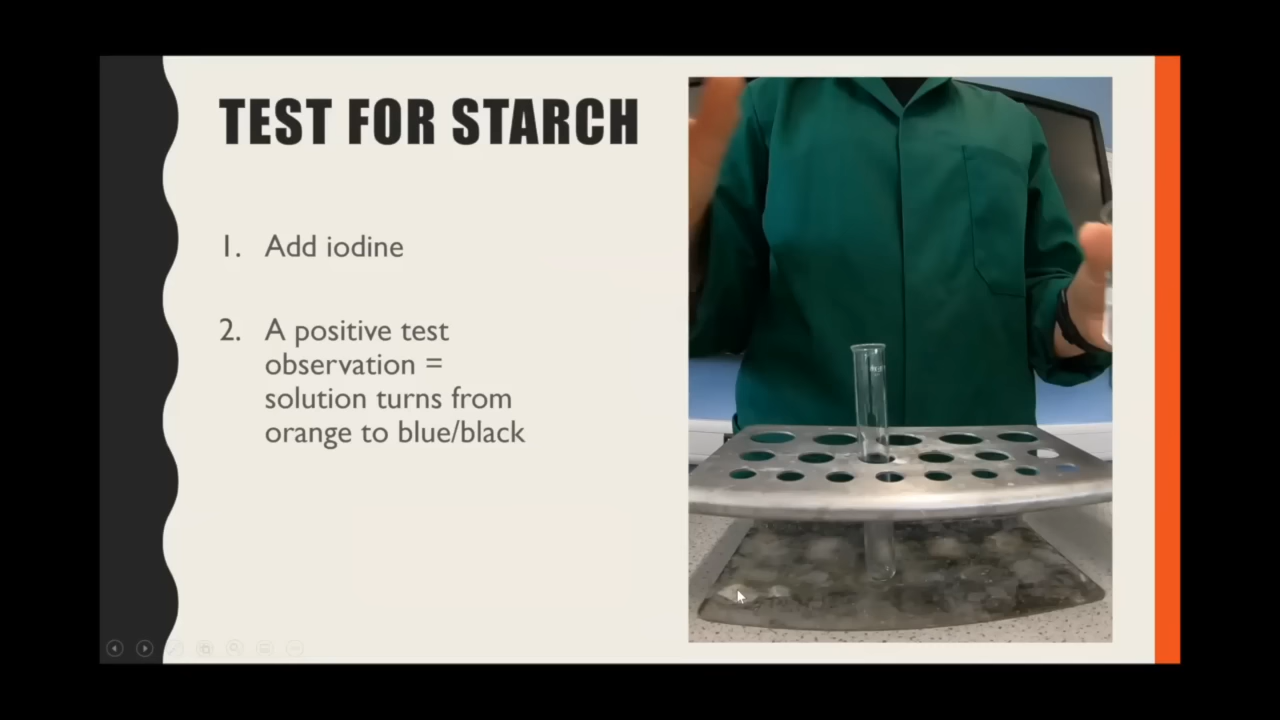 TEST FOR STARCH
1. Add iodine
2. A positive test
observation =
solution turns from
orange to blue/black